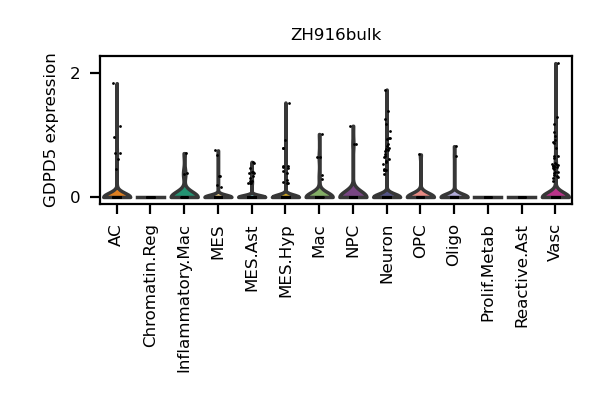 ZH916bulk
GDPD5 expression
2
0
AC
Chromatin.Reg
Inflammatory.Mac
MES
MES.Ast
MES.Hyp
Mac
NPC
Neuron
OPC
Oligo
Prolif.Metab
Reactive.Ast
Vasc